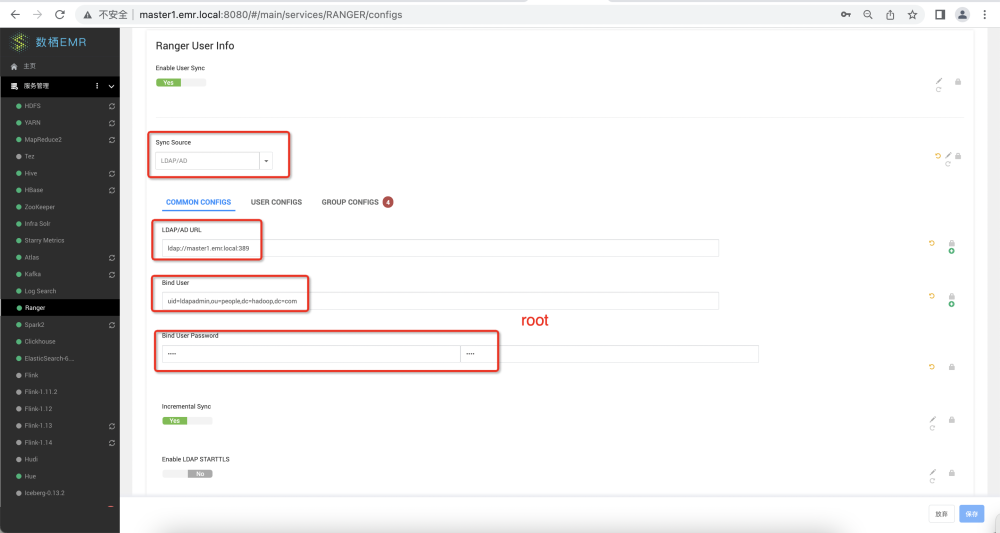 不安全 | master1.emr.local:8080/#/main/services/RANGER/configs
数栖EMR
主页
服务管理
HDFS
YARN
MapReduce2
Tez
Hive
HBase
ZooKeeper
Infra Solr
Starry Metrics
Atlas
Kafka
Log Search
Ranger
Spark2
Clickhouse
ElasticSearch-6....
Flink
Flink-1.11.2
Flink-1.12
Flink-1.13
Flink-1.14
Hudi
Hue
Iceberg-0.13.2
Ranger User Info
Enable User Sync
Yes
Sync Source
LDAP/AD
COMMON CONFIGS USER CONFIGS GROUP CONFIGS 4
LDAP/AD URL
ldap://master1.emr.local:389
Bind User
uid=ldapadmin,ou=people,dc=hadoop,dc=com
root
Bind User Password
•••• ••••
Incremental Sync
Yes
Enable LDAP STARTTLS
No
放弃 保存